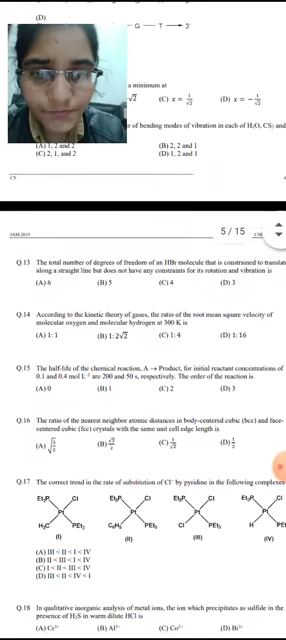 (D)
G — T → 3'
a minimum at
√2 (C) x = 1/√2 (D) x = − 1/√2
of bending modes of vibration in each of H₂O, CS₂ and
(A) 1, 2 and 2 (B) 2, 2 and 1
(C) 2, 1, and 2 (D) 1, 2 and 1
CY
JAM 2019 5 / 15
Q.13 The total number of degrees of freedom of an HBr molecule that is constrained to translate
along a straight line but does not have any constraints for its rotation and vibration is
(A) 6 (B) 5 (C) 4 (D) 3
Q.14 According to the kinetic theory of gases, the ratio of the root mean square velocity of
molecular oxygen and molecular hydrogen at 300 K is
(A) 1: 1 (B) 1: 2√2 (C) 1: 4 (D) 1: 16
Q.15 The half-life of the chemical reaction, A → Product, for initial reactant concentrations of
0.1 and 0.4 mol L⁻¹ are 200 and 50 s, respectively. The order of the reaction is
(A) 0 (B) 1 (C) 2 (D) 3
Q.16 The ratio of the nearest neighbor atomic distances in body-centered cubic (bcc) and face-
centered cubic (fcc) crystals with the same unit cell edge length is
(A) √(3/2) (B) √3/2 (C) 1/√2 (D) 1/2
Q.17 The correct trend in the rate of substitution of Cl⁻ by pyridine in the following complexes
Et₃P Cl Et₃P Cl Et₃P Cl Et₃P Cl
Pt Pt Pt Pt
H₃C PEt₃ C₆H₅ PEt₃ Cl PEt₃ H PE
(I) (II) (III) (IV)
(A) III < II < I < IV
(B) II < III < I < IV
(C) I < II < III < IV
(D) III < II < IV < I
Q.18 In qualitative inorganic analysis of metal ions, the ion which precipitates as sulfide in the
presence of H₂S in warm dilute HCl is
(A) Cr³⁺ (B) Al³⁺ (C) Co²⁺ (D) Bi³⁺